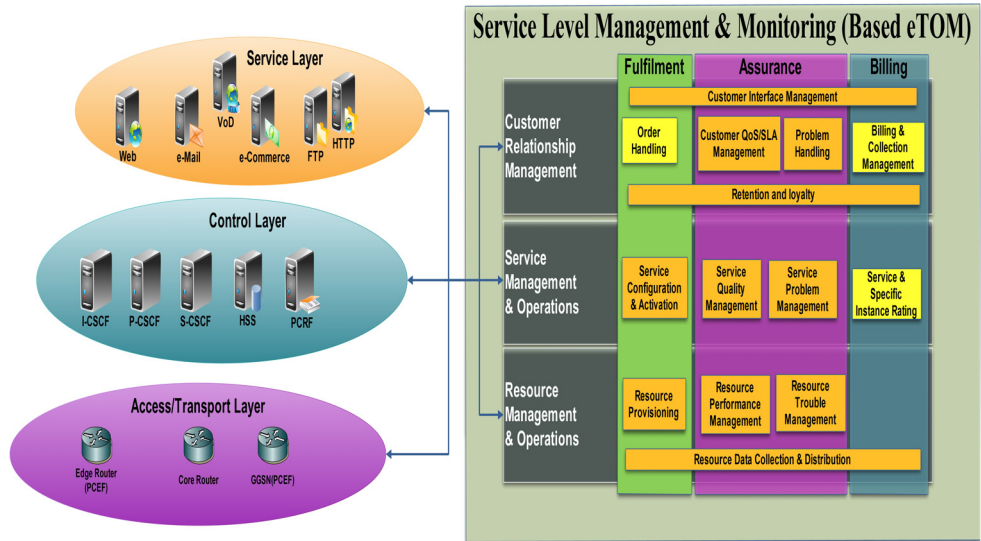 Service Layer
VoD
Web
e-Mail
e-Commerce
FTP
HTTP
Control Layer
I-CSCF
P-CSCF
S-CSCF
HSS
PCRF
Access/Transport Layer
Edge Router
(PCEF)
Core Router
GGSN(PCEF)
Service Level Management & Monitoring (Based eTOM)
Fulfilment
Assurance
Billing
Customer
Relationship
Management
Customer Interface Management
Order
Handling
Customer QoS/SLA
Management
Problem
Handling
Billing &
Collection
Management
Retention and loyalty
Service
Management
& Operations
Service
Configuration
& Activation
Service
Quality
Management
Service
Problem
Management
Service &
Specific
Instance Rating
Resource
Management
& Operations
Resource
Provisioning
Resource
Performance
Management
Resource
Trouble
Management
Resource Data Collection & Distribution